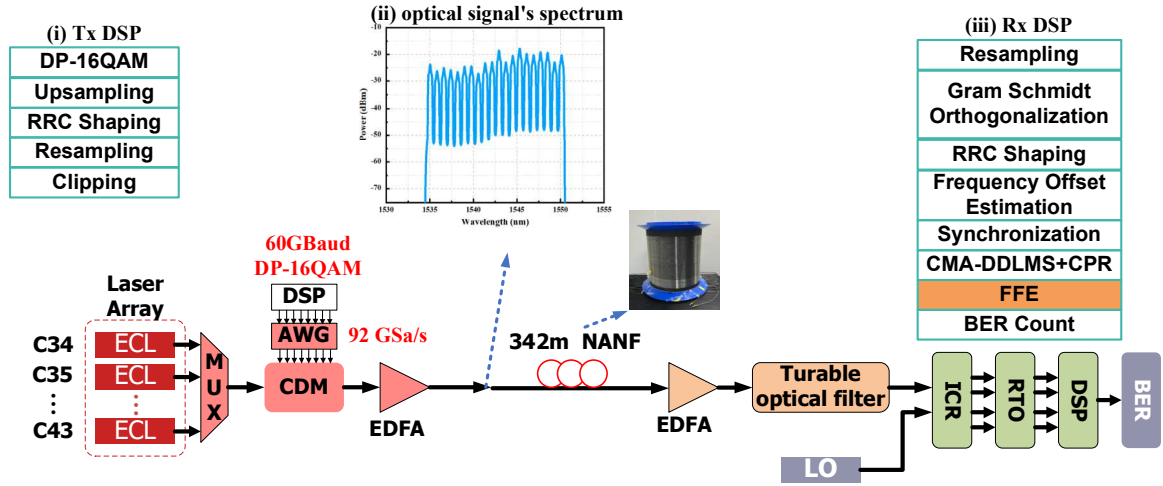 (i) Tx DSP
DP-16QAM
Upsampling
RRC Shaping
Resampling
Clipping
(ii) optical signal's spectrum
Power (dBm)
-10
-20
-30
-40
-50
-60
-70
1530
1535
1540
1545
1550
1555
Wavelength (nm)
(iii) Rx DSP
Resampling
Gram Schmidt
Orthogonalization
RRC Shaping
Frequency Offset
Estimation
Synchronization
CMA-DDLMS+CPR
FFE
BER Count
60GBaud
DP-16QAM
DSP
AWG
92 GSa/s
CDM
Laser
Array
C34
C35
C43
ECL
ECL
ECL
MUX
EDFA
342m NANF
EDFA
Turable
optical filter
LO
ICR
RTO
DSP
BER